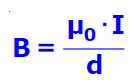 B = μ₀ · I / d